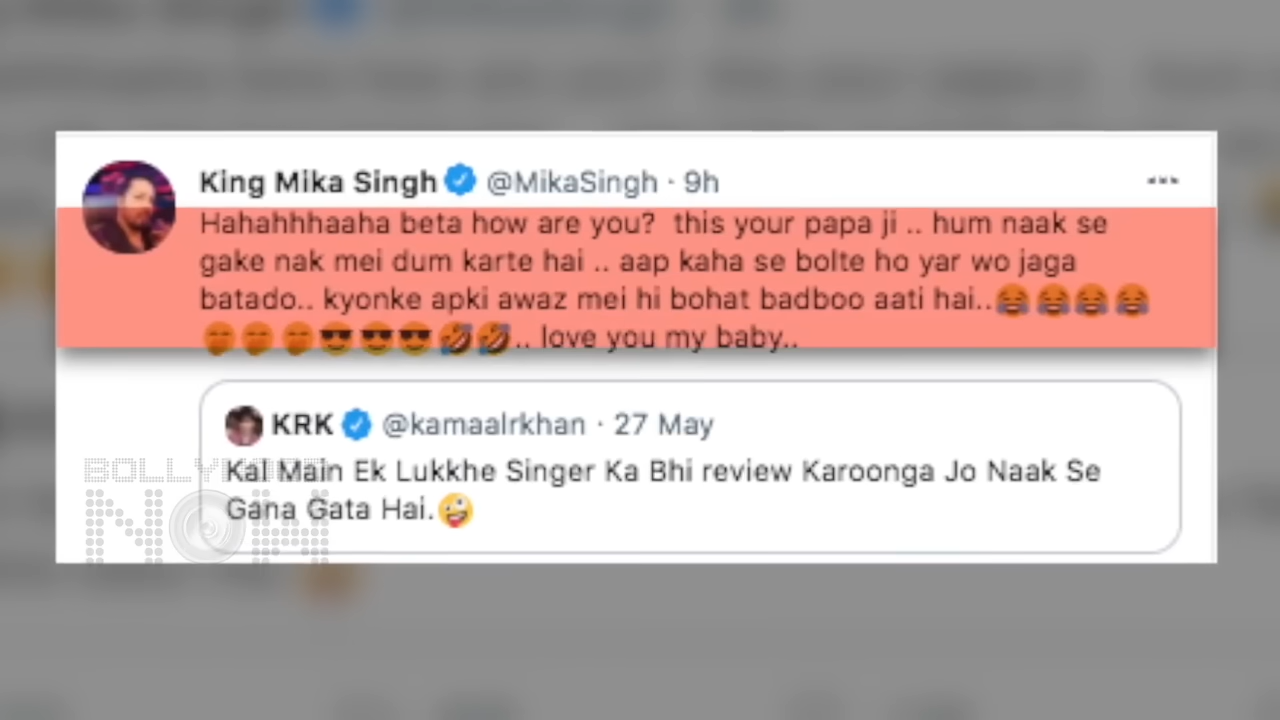 King Mika Singh @MikaSingh · 9h
Hahahhhaaha beta how are you? this your papa ji .. hum naak se
gake nak mei dum karte hai .. aap kaha se bolte ho yar wo jaga
batado.. kyonke apki awaz mei hi bohat badboo aati hai..😂😂😂😂
🤭🤭🤭😎😎😎🤣🤣.. love you my baby..
KRK @kamaalrkhan · 27 May
Kal Main Ek Lukkhe Singer Ka Bhi review Karoonga Jo Naak Se
Gana Gata Hai.🤪
NOW